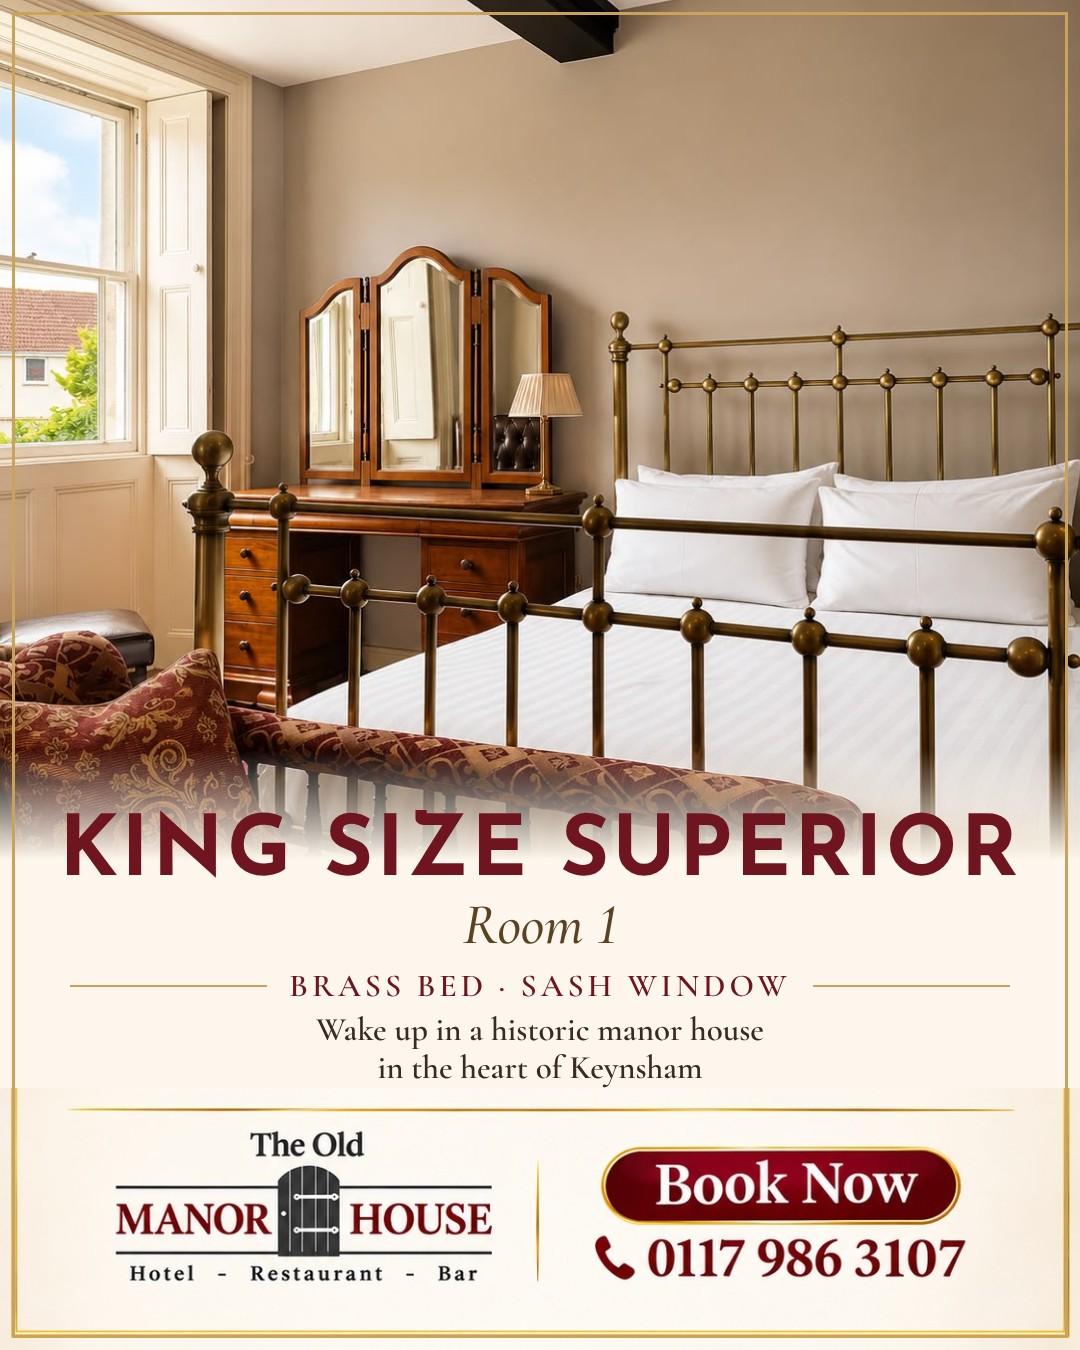 KING SIZE SUPERIOR
Room 1
BRASS BED · SASH WINDOW
Wake up in a historic manor house
in the heart of Keynsham
The Old
MANOR HOUSE
Hotel - Restaurant - Bar
Book Now
0117 986 3107